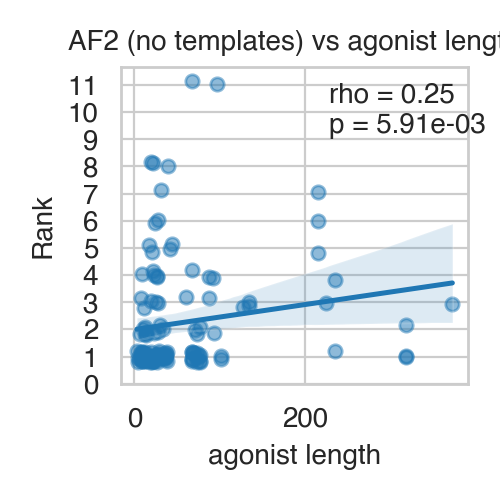 AF2 (no templates) vs agonist lengt
rho = 0.25
p = 5.91e-03
11
10
9
8
7
6
5
4
3
2
1
0
Rank
0 200
agonist length